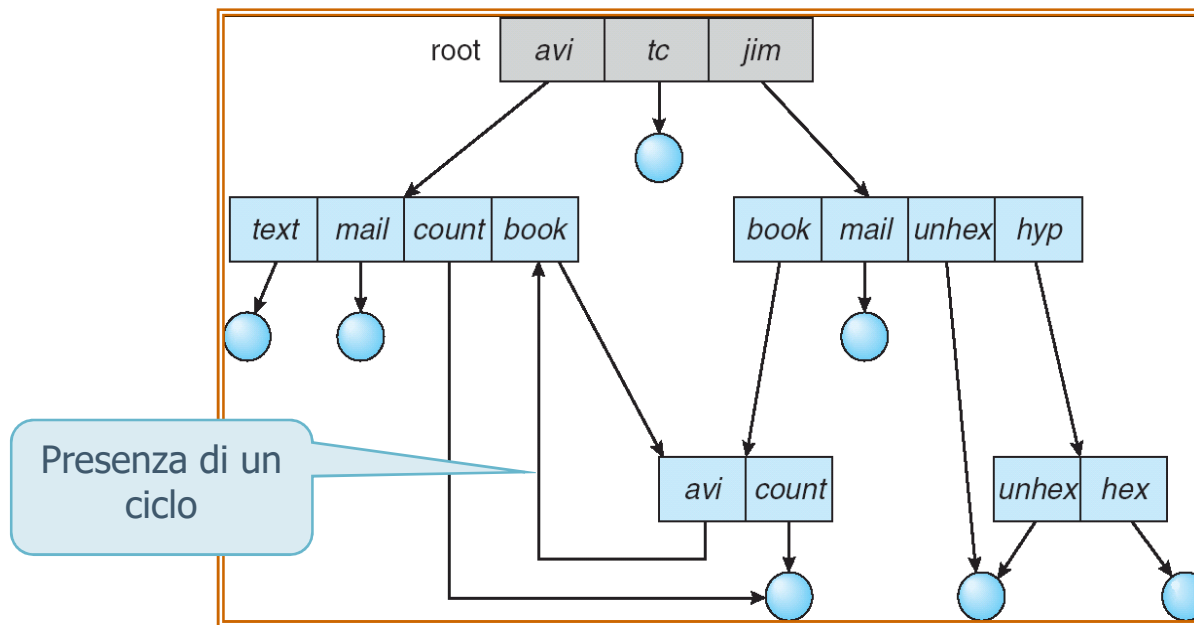 root avi tc jim
text mail count book
book mail unhex hyp
Presenza di un
ciclo
avi count
unhex hex